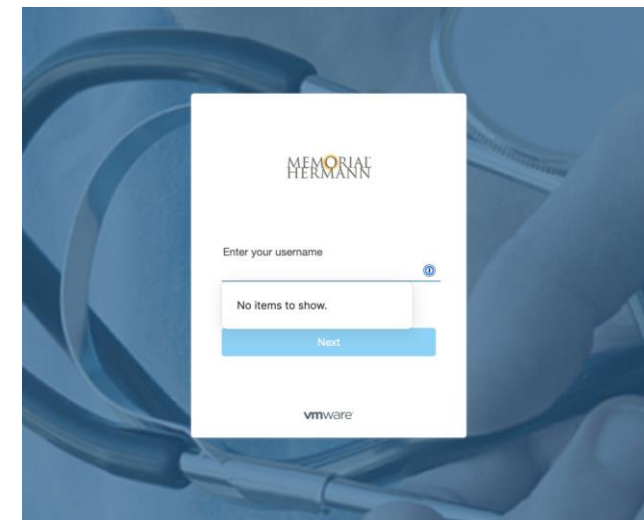 MEMORIAL
HERMANN
Enter your username
No items to show.
Next
vmware